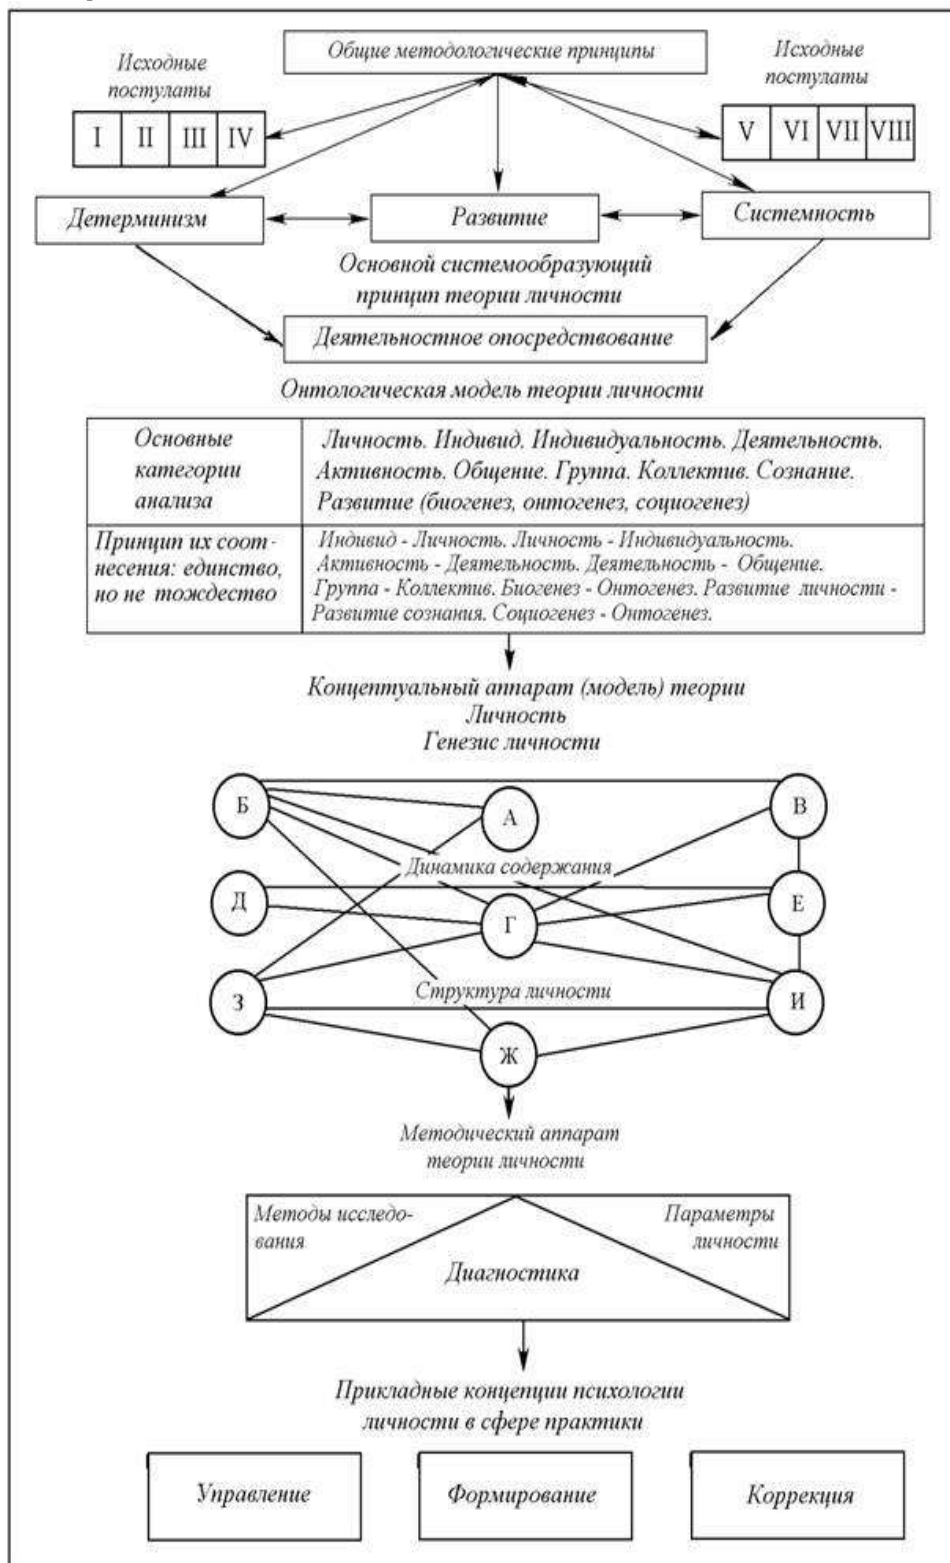 Общие методологические принципы
Исходные
постулаты
Исходные
постулаты
I II III IV
V VI VII VIII
Детерминизм
Развитие
Системность
Основной системообразующий
принцип теории личности
Деятельностное опосредствование
Онтологическая модель теории личности
Основные
категории
анализа
Личность. Индивид. Индивидуальность. Деятельность.
Активность. Общение. Группа. Коллектив. Сознание.
Развитие (биогенез, онтогенез, социогенез)
Принцип их соот-
несения: единство,
но не тождество
Индивид - Личность. Личность - Индивидуальность.
Активность - Деятельность. Деятельность - Общение.
Группа - Коллектив. Биогенез - Онтогенез. Развитие личности -
Развитие сознания. Социогенез - Онтогенез.
Концептуальный аппарат (модель) теории
Личность
Генезис личности
Б
А
В
Динамика содержания
Д
Г
Е
Структура личности
З
И
Ж
Методический аппарат
теории личности
Методы исследо-
вания
Параметры
личности
Диагностика
Прикладные концепции психологии
личности в сфере практики
Управление
Формирование
Коррекция